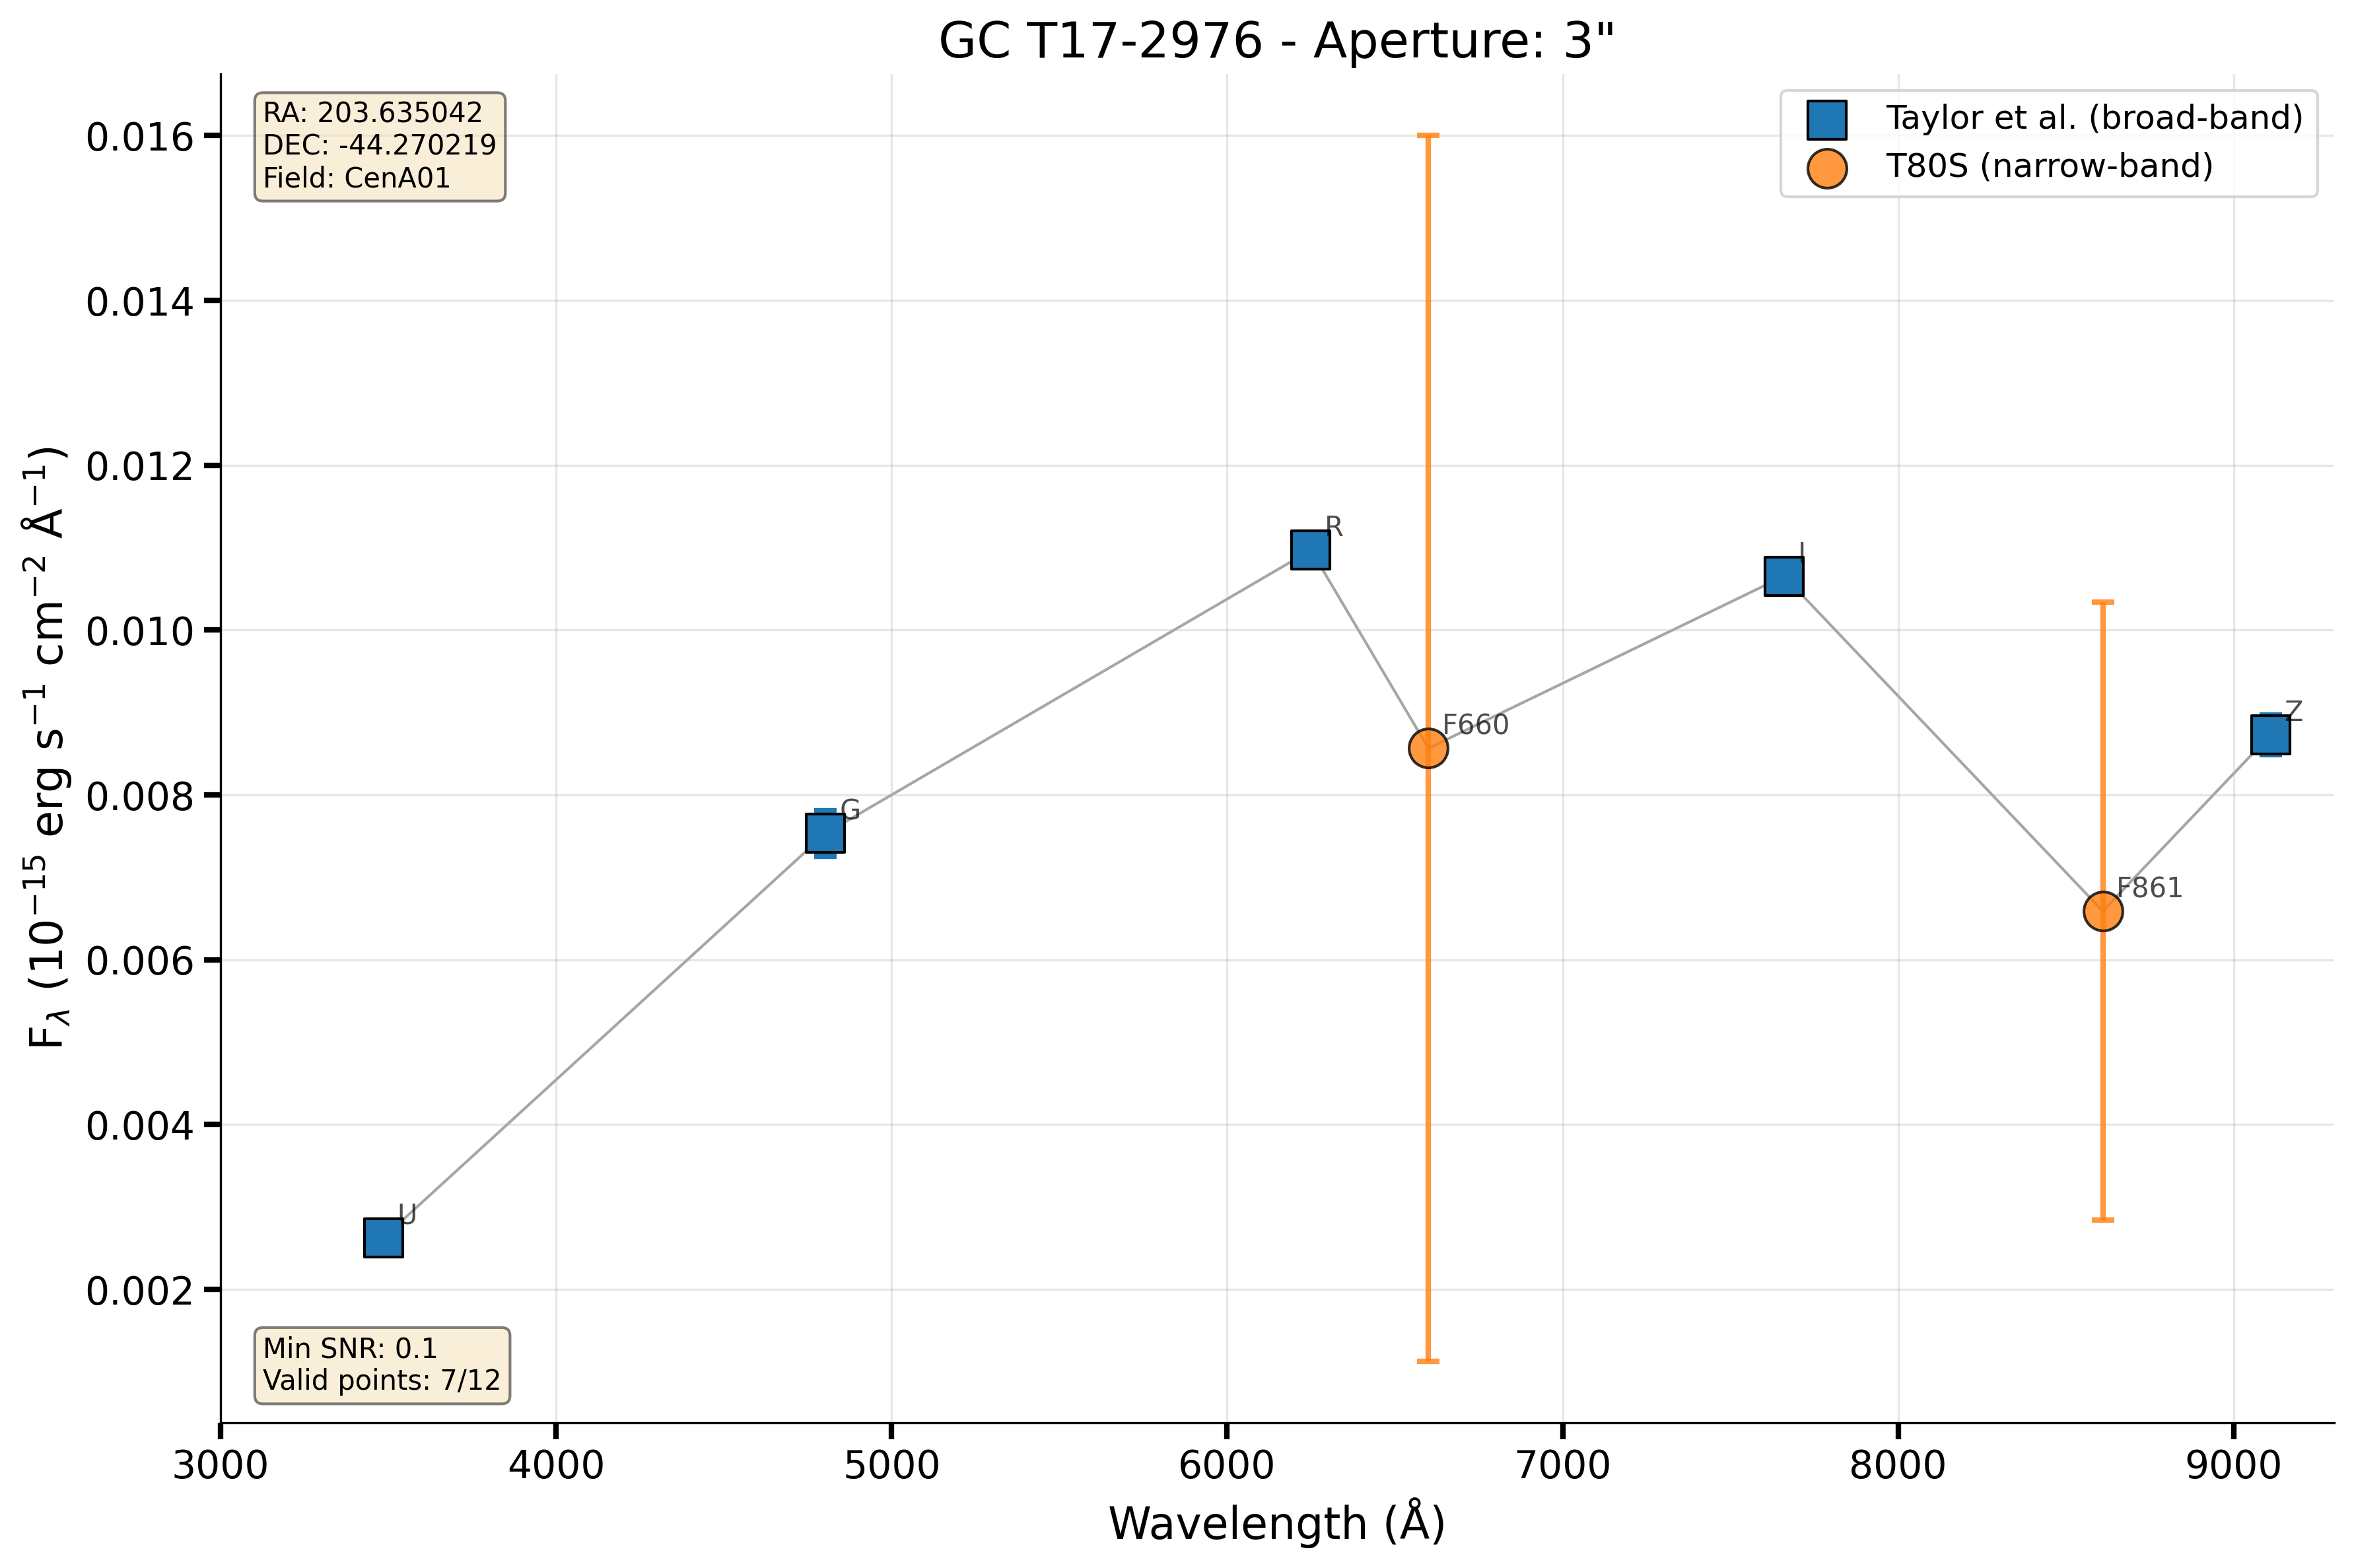 GC T17-2976 - Aperture: 3"
RA: 203.635042
DEC: -44.270219
Field: CenA01
Taylor et al. (broad-band)
T80S (narrow-band)
0.016
0.014
0.012
0.010
0.008
0.006
0.004
0.002
F$_λ$ (10$^{−15}$ erg s$^{−1}$ cm$^{−2}$ Å$^{−1}$)
U
G
R
F660
I
F861
Z
Min SNR: 0.1
Valid points: 7/12
3000 4000 5000 6000 7000 8000 9000
Wavelength (Å)